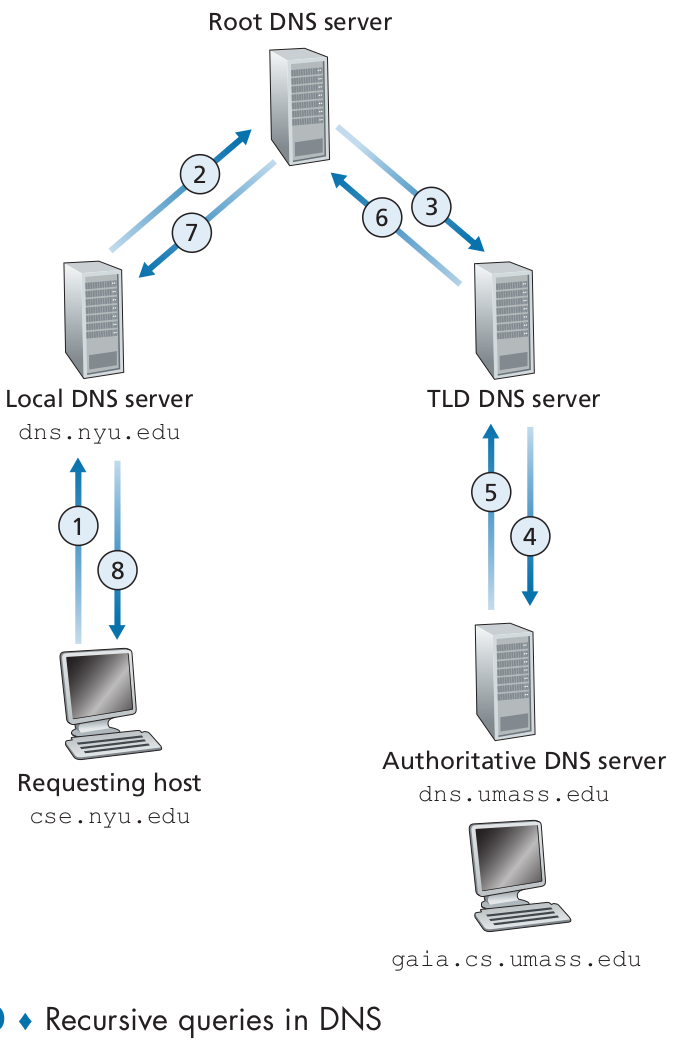 Root DNS server
2
7
6
3
Local DNS server
dns.nyu.edu
TLD DNS server
1
8
5
4
Requesting host
cse.nyu.edu
Authoritative DNS server
dns.umass.edu
gaia.cs.umass.edu
♦ Recursive queries in DNS